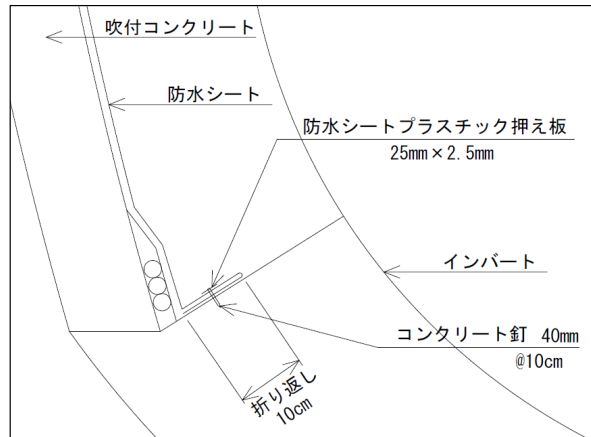 吹付コンクリート
防水シート
防水シートプラスチック押え板
25mm×2.5mm
インバート
コンクリート釘 40mm
@10cm
折り返し
10cm